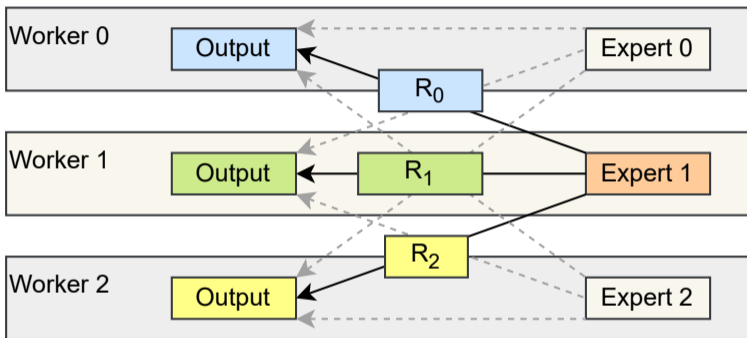 Worker 0
Output
Expert 0
R0
Worker 1
Output
R1
Expert 1
R2
Worker 2
Output
Expert 2